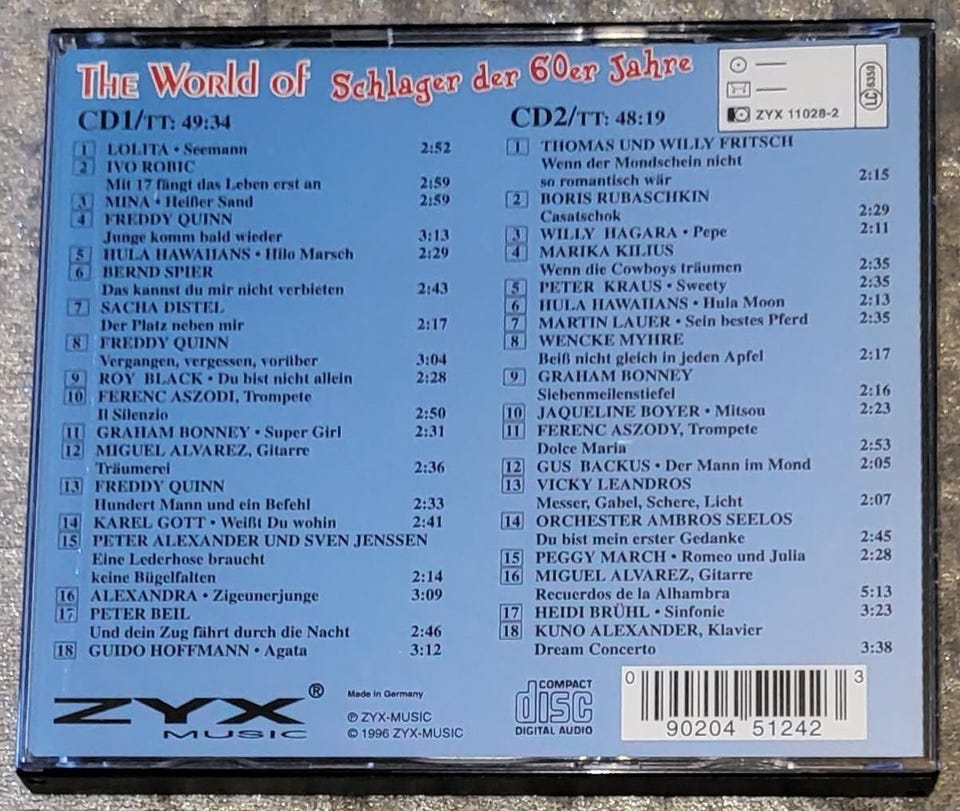 The World of Schlager der 60er Jahre
ZYX 11028-2
LC 6350
CD1/TT: 49:34
1 LOLITA • Seemann 2:52
2 IVO ROBIC
Mit 17 fängt das Leben erst an 2:59
3 MINA • Heißer Sand 2:59
4 FREDDY QUINN
Junge komm bald wieder 3:13
5 HULA HAWAIIANS • Hilo Marsch 2:29
6 BERND SPIER
Das kannst du mir nicht verbieten 2:43
7 SACHA DISTEL
Der Platz neben mir 2:17
8 FREDDY QUINN
Vergangen, vergessen, vorüber 3:04
9 ROY BLACK • Du bist nicht allein 2:28
10 FERENC ASZODI, Trompete
Il Silenzio 2:50
11 GRAHAM BONNEY • Super Girl 2:31
12 MIGUEL ALVAREZ, Gitarre
Träumerei 2:36
13 FREDDY QUINN
Hundert Mann und ein Befehl 2:33
14 KAREL GOTT • Weißt Du wohin 2:41
15 PETER ALEXANDER UND SVEN JENSSEN
Eine Lederhose braucht
keine Bügelfalten 2:14
16 ALEXANDRA • Zigeunerjunge 3:09
17 PETER BEIL
Und dein Zug fährt durch die Nacht 2:46
18 GUIDO HOFFMANN • Agata 3:12
CD2/TT: 48:19
1 THOMAS UND WILLY FRITSCH
Wenn der Mondschein nicht
so romantisch wär 2:15
2 BORIS RUBASCHKIN
Casatschok 2:29
3 WILLY HAGARA • Pepe 2:11
4 MARIKA KILIUS
Wenn die Cowboys träumen 2:35
5 PETER KRAUS • Sweety 2:35
6 HULA HAWAIIANS • Hula Moon 2:13
7 MARTIN LAUER • Sein bestes Pferd 2:35
8 WENCKE MYHRE
Beiß nicht gleich in jeden Apfel 2:17
9 GRAHAM BONNEY
Siebenmeilenstiefel 2:16
10 JAQUELINE BOYER • Mitsou 2:23
11 FERENC ASZODY, Trompete
Dolce Maria 2:53
12 GUS BACKUS • Der Mann im Mond 2:05
13 VICKY LEANDROS
Messer, Gabel, Schere, Licht 2:07
14 ORCHESTER AMBROS SEELOS
Du bist mein erster Gedanke 2:45
15 PEGGY MARCH • Romeo und Julia 2:28
16 MIGUEL ALVAREZ, Gitarre
Recuerdos de la Alhambra 5:13
17 HEIDI BRÜHL • Sinfonie 3:23
18 KUNO ALEXANDER, Klavier
Dream Concerto 3:38
ZYX ®
MUSIC
Made in Germany
℗ ZYX-MUSIC
© 1996 ZYX-MUSIC
COMPACT
disc
DIGITAL AUDIO
0 90204 51242 3